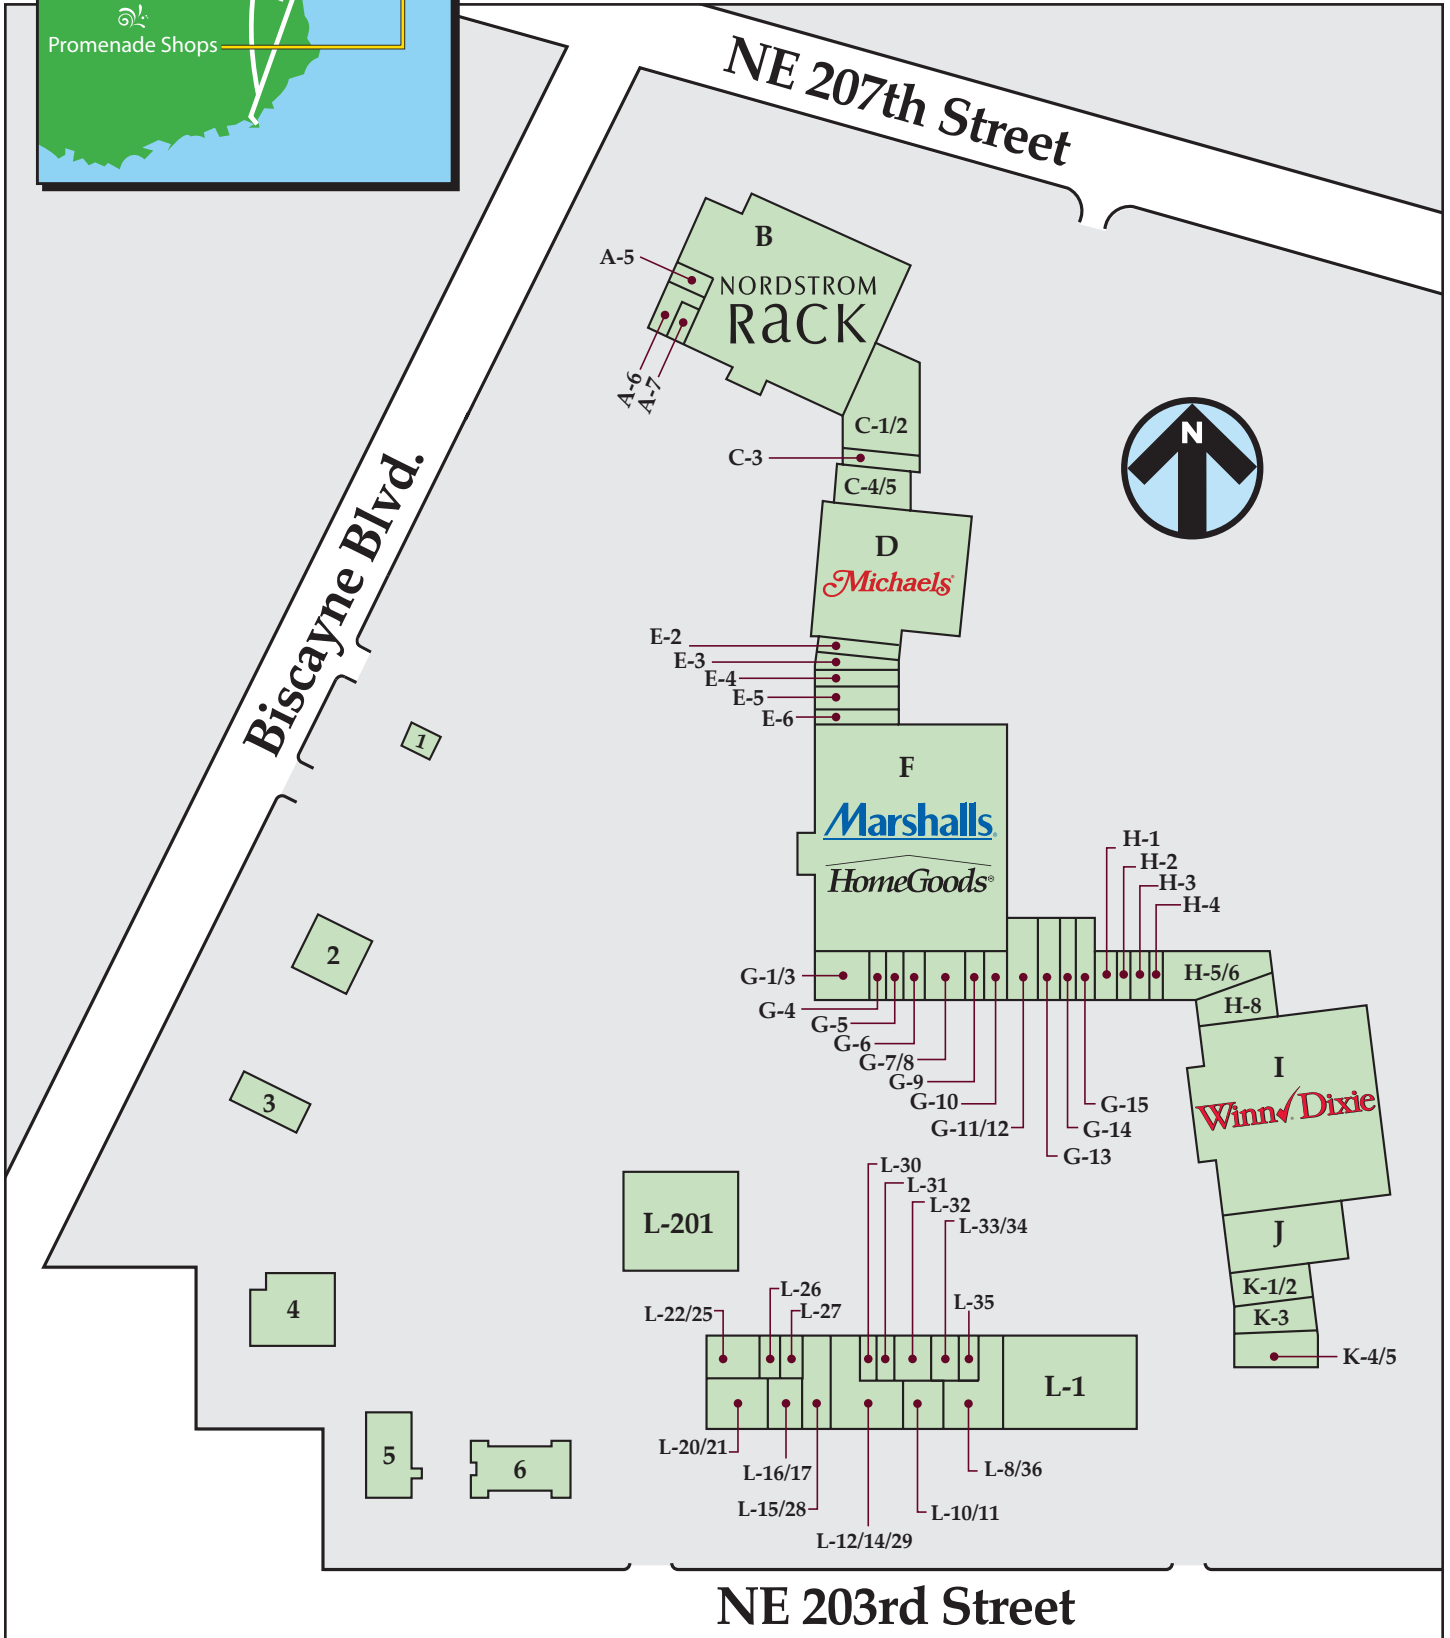 Promenade Shops
NE 207th Street
B
A-5
NORDSTROM
RACK
A-6
A-7
C-1/2
C-3
C-4/5
N
Biscayne Blvd.
D
Michaels
E-2
E-3
E-4
E-5
E-6
1
F
Marshalls
HomeGoods®
H-1
H-2
H-3
H-4
2
G-1/3
H-5/6
G-4
H-8
G-5
G-6
G-7/8
G-9
G-10
G-11/12
G-15
G-14
G-13
I
Winn Dixie
3
L-30
L-31
L-32
L-33/34
L-201
J
K-1/2
K-3
K-4/5
4
L-26
L-27
L-22/25
L-35
L-1
L-20/21
L-16/17
L-15/28
L-12/14/29
L-10/11
L-8/36
5
6
NE 203rd Street